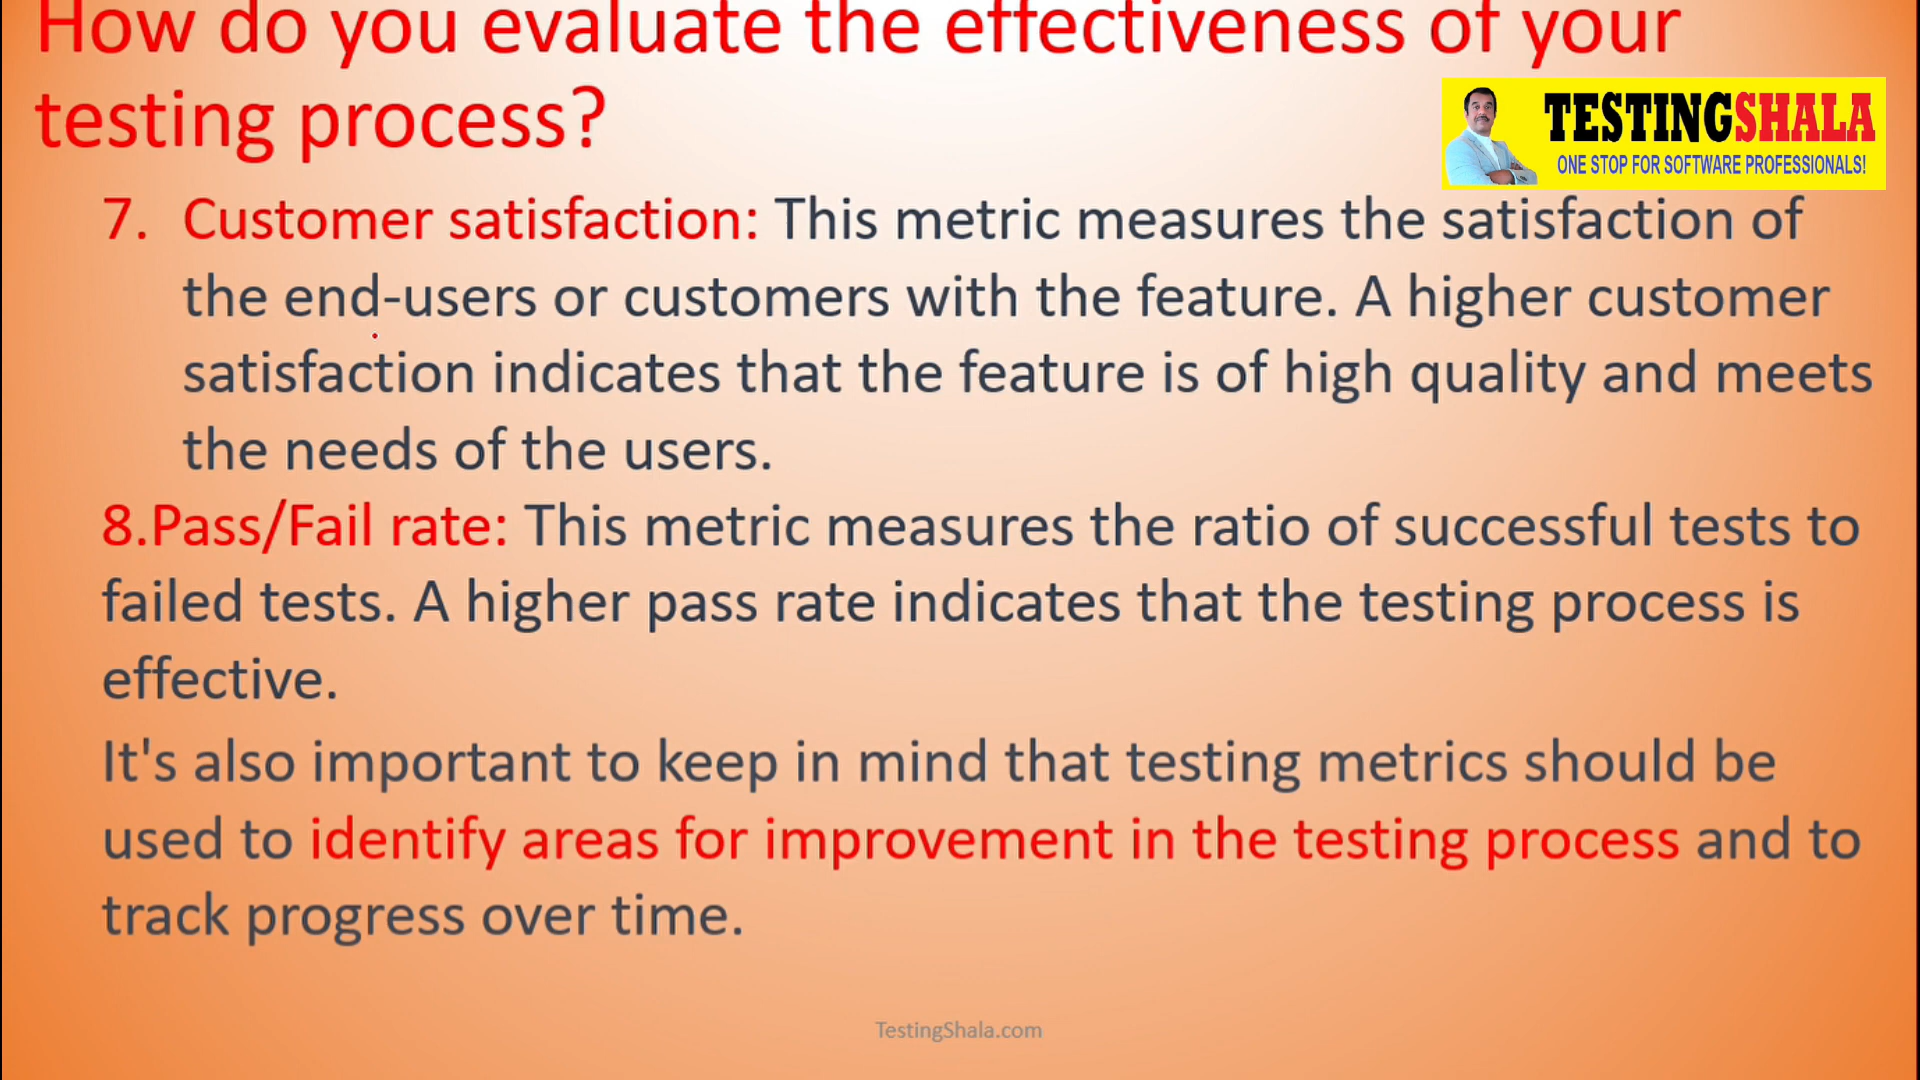 How do you evaluate the effectiveness of your
testing process?
TESTINGSHALA
ONE STOP FOR SOFTWARE PROFESSIONALS!
7. Customer satisfaction: This metric measures the satisfaction of
the end-users or customers with the feature. A higher customer
satisfaction indicates that the feature is of high quality and meets
the needs of the users.
8.Pass/Fail rate: This metric measures the ratio of successful tests to
failed tests. A higher pass rate indicates that the testing process is
effective.
It's also important to keep in mind that testing metrics should be
used to identify areas for improvement in the testing process and to
track progress over time.
TestingShala.com